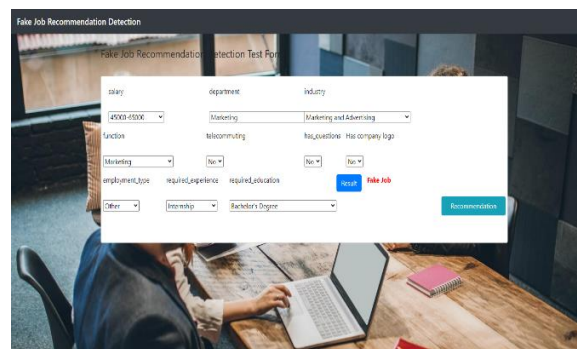 Fake Job Recommendation Detection
Fake Job Recommendation Detection Test For
salary department industry
45000-65000 Marketing Marketing and Advertising
function telecommuting has_questions Has company logo
Marketing No No No
employment_type required_experience required_education Result Fake Job
Other Internship Bachelor's Degree Recommendation